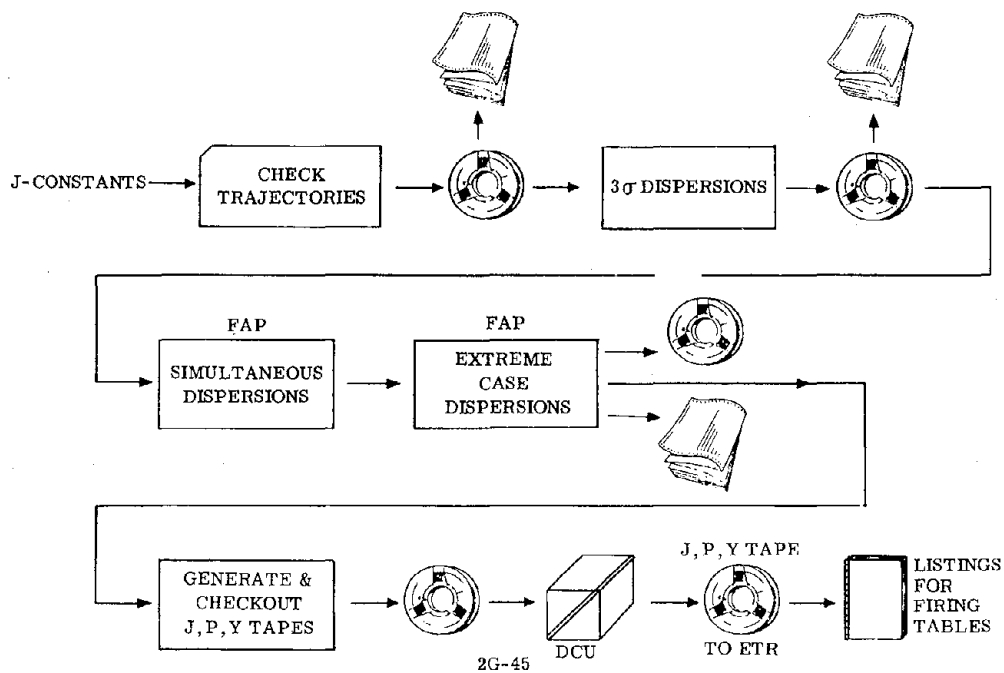 J-CONSTANTS
CHECK
TRAJECTORIES
3σ DISPERSIONS
FAP
SIMULTANEOUS
DISPERSIONS
FAP
EXTREME
CASE
DISPERSIONS
GENERATE &
CHECKOUT
J,P,Y TAPES
DCU
J,P,Y TAPE
TO ETR
LISTINGS
FOR
FIRING
TABLES
2G-45